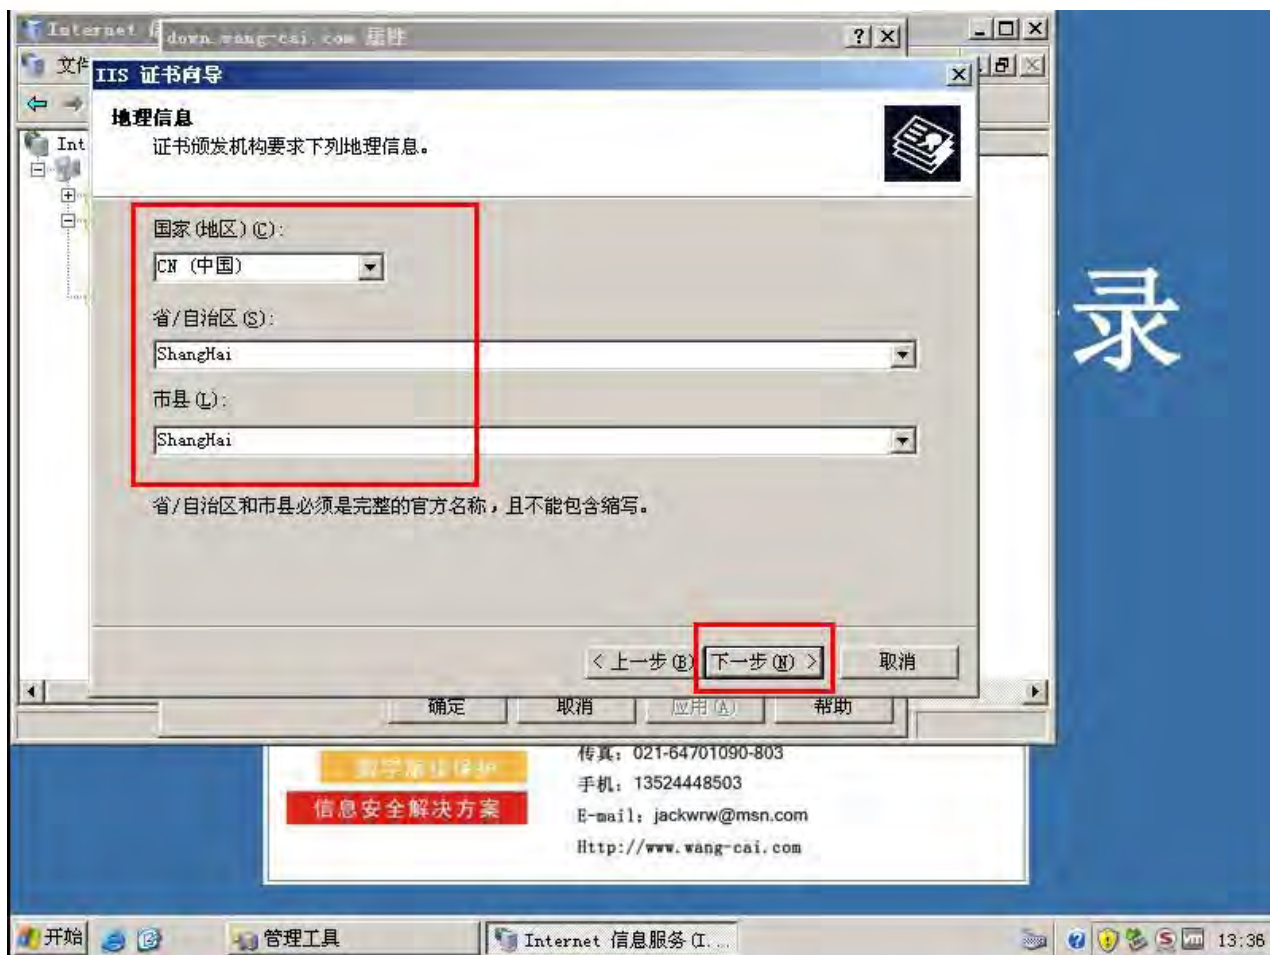 Internet 信
down.wang-cai.com 属性
文件
IIS 证书向导
地理信息
证书颁发机构要求下列地理信息。
Int
国家(地区)(C):
CN (中国)
省/自治区(S):
ShangHai
市县(L):
ShangHai
省/自治区和市县必须是完整的官方名称，且不能包含缩写。
录
< 上一步(B)
下一步(N) >
取消
确定
取消
应用(A)
帮助
传真：021-64701090-803
手机：13524448503
信息安全解决方案
E-mail：jackwrw@msn.com
Http://www.wang-cai.com
开始
管理工具
Internet 信息服务(I...
13:36